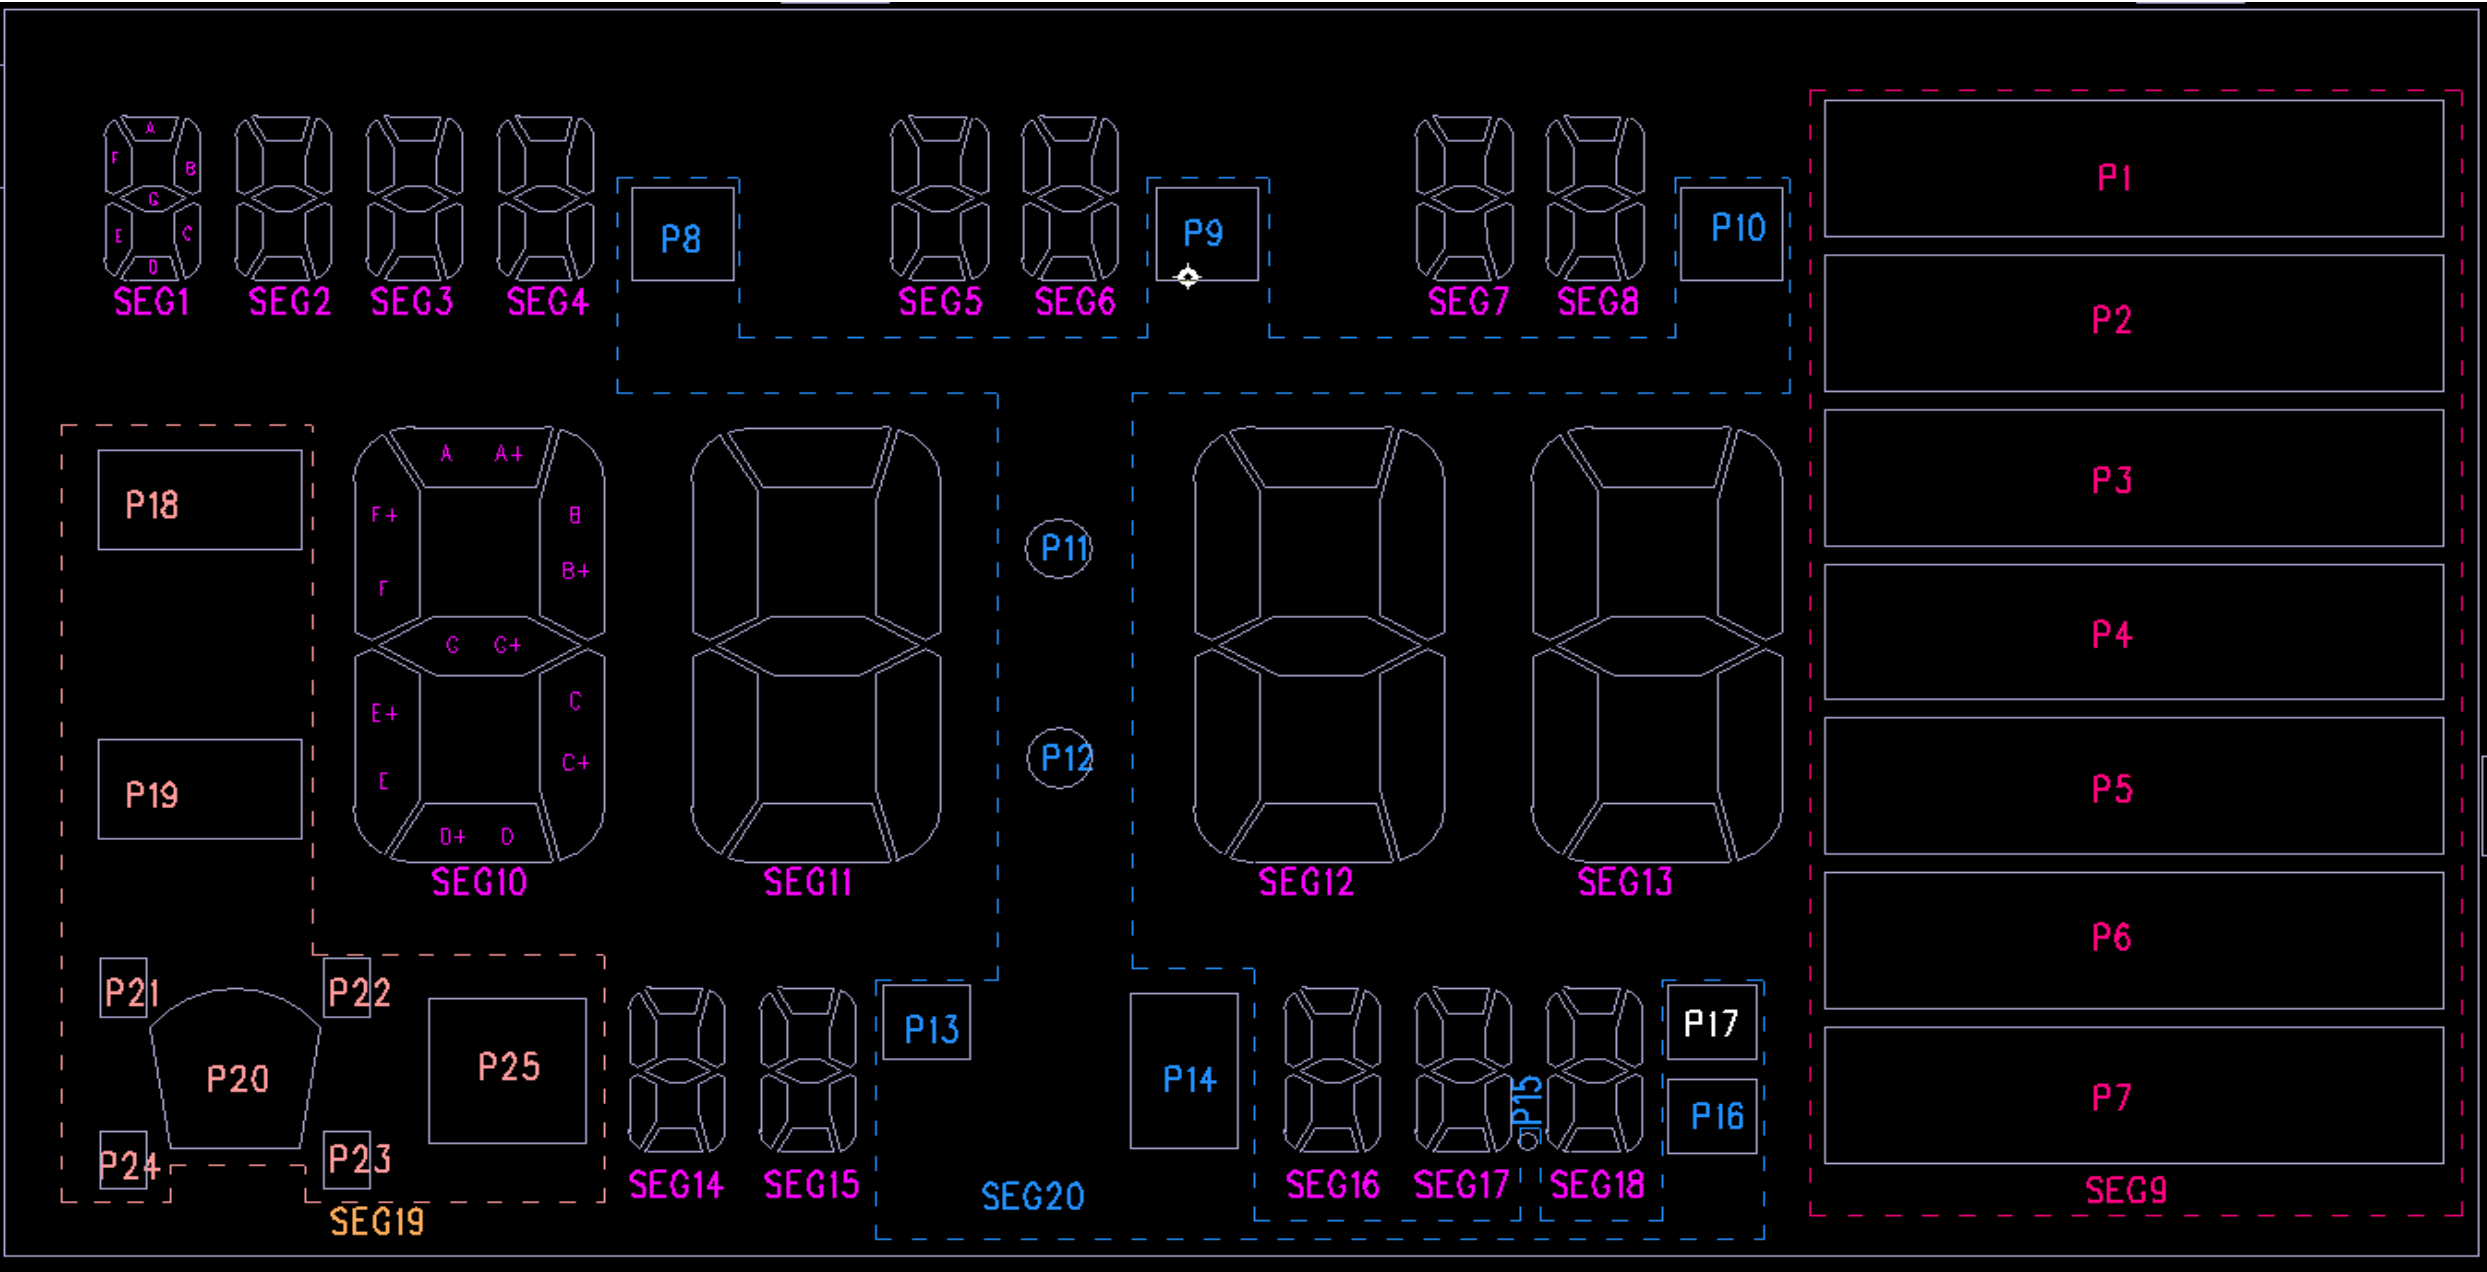 A
F
B
G
E
C
D
SEG1 SEG2 SEG3 SEG4
P8
SEG5 SEG6
P9
SEG7 SEG8
P10
P1
P2
P3
P4
P5
P6
P7
SEG9
P18
P19
A A+
F+ B
F B+
G G+
E+ C
E C+
D+ D
SEG10 SEG11
P11
P12
SEG12 SEG13
P21 P22
P20
P25
P24 P23
SEG19
SEG14 SEG15
P13
P14
SEG20
P15
SEG16 SEG17 SEG18
P17
P16